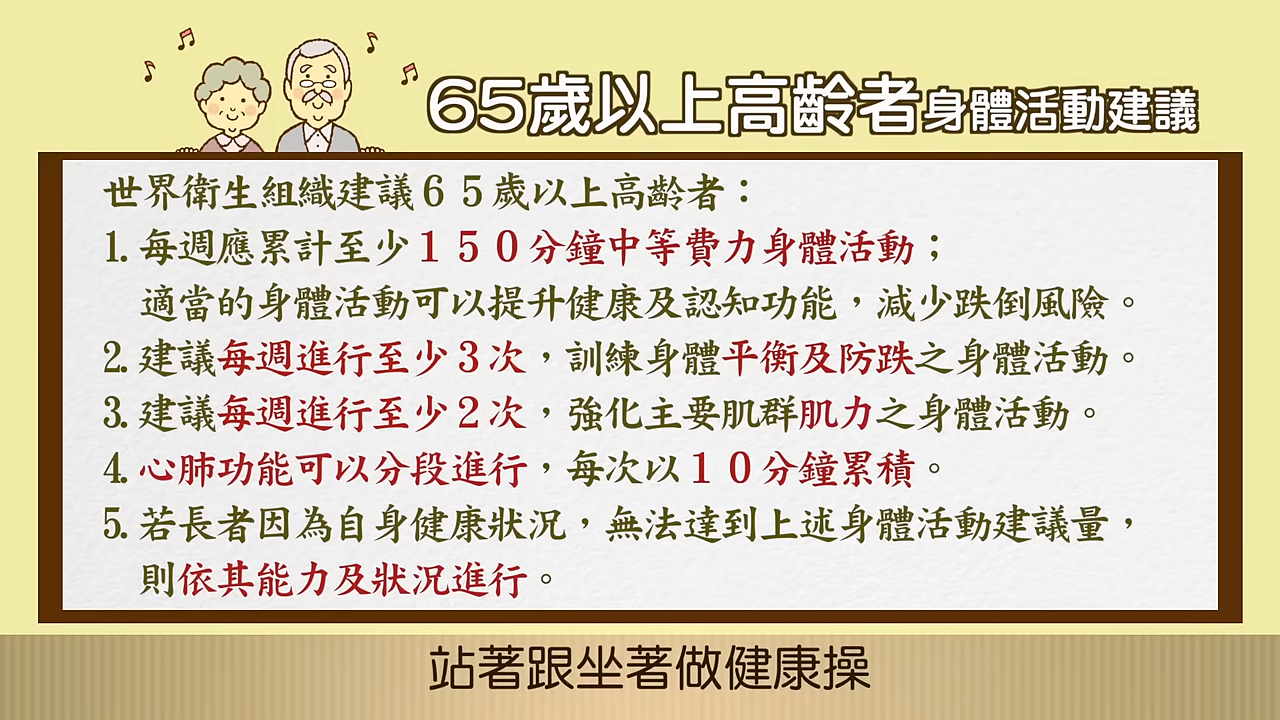 65歲以上高齡者身體活動建議
世界衛生組織建議６５歲以上高齡者：
1. 每週應累計至少１５０分鐘中等費力身體活動；
適當的身體活動可以提升健康及認知功能，減少跌倒風險。
2. 建議每週進行至少３次，訓練身體平衡及防跌之身體活動。
3. 建議每週進行至少２次，強化主要肌群肌力之身體活動。
4. 心肺功能可以分段進行，每次以１０分鐘累積。
5. 若長者因為自身健康狀況，無法達到上述身體活動建議量，
則依其能力及狀況進行。
站著跟坐著做健康操